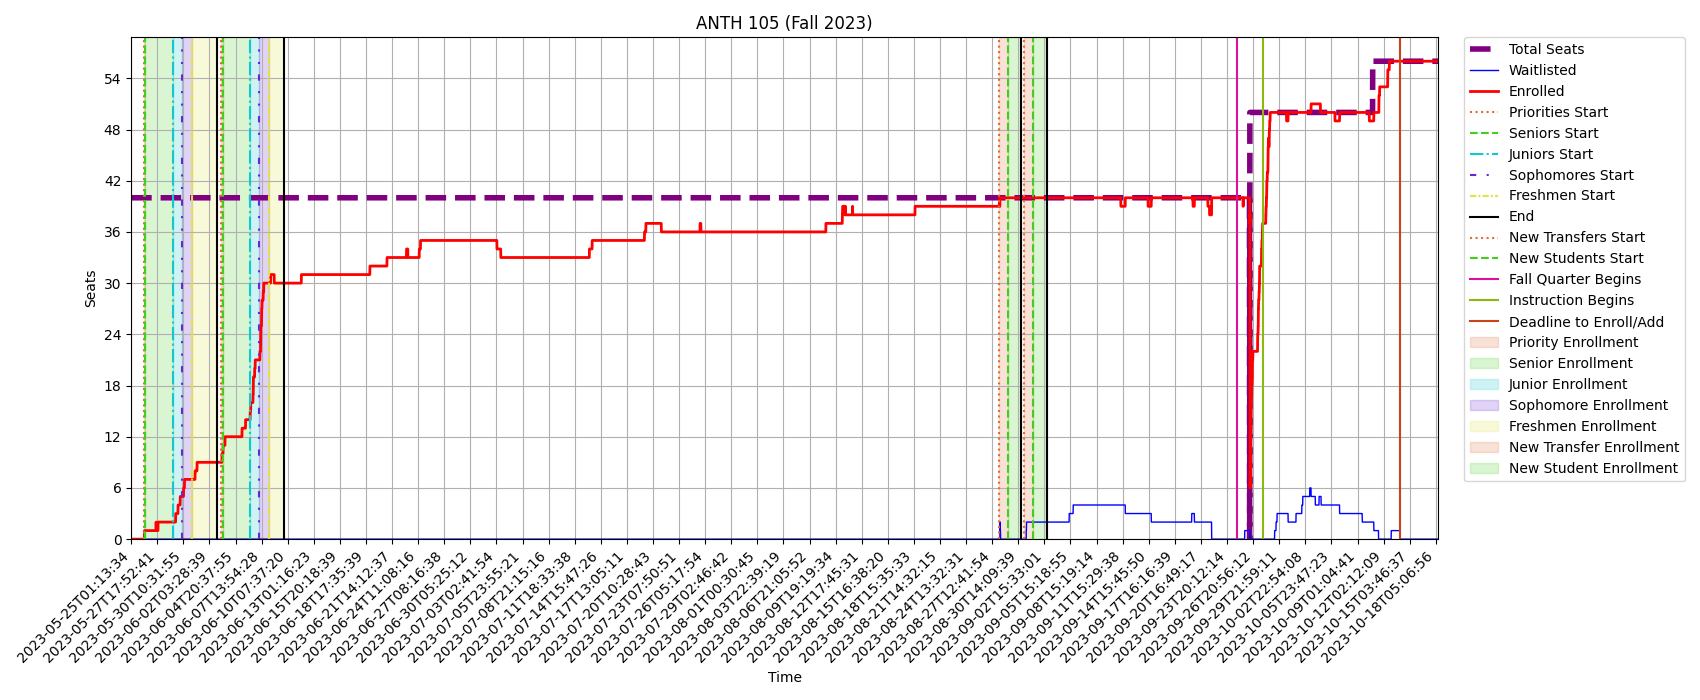 ANTH 105 (Fall 2023)
Seats
54
48
42
36
30
24
18
12
6
0
2023-05-25T01:13:34
2023-05-27T17:52:41
2023-05-30T10:31:55
2023-06-02T03:28:39
2023-06-04T20:37:55
2023-06-07T13:54:28
2023-06-10T07:37:20
2023-06-13T01:16:23
2023-06-15T20:18:39
2023-06-18T17:35:39
2023-06-21T14:12:37
2023-06-24T11:08:16
2023-06-27T08:16:38
2023-06-30T05:25:12
2023-07-03T02:41:54
2023-07-05T23:55:21
2023-07-08T21:15:16
2023-07-11T18:33:38
2023-07-14T15:47:26
2023-07-17T13:05:11
2023-07-20T10:28:43
2023-07-23T07:50:51
2023-07-26T05:17:54
2023-07-29T02:46:42
2023-08-01T00:30:45
2023-08-03T22:39:19
2023-08-06T21:05:52
2023-08-09T19:19:34
2023-08-12T17:45:31
2023-08-15T16:38:20
2023-08-18T15:35:33
2023-08-21T14:32:15
2023-08-24T13:32:31
2023-08-27T12:41:54
2023-08-30T14:09:39
2023-09-02T15:33:01
2023-09-05T15:18:55
2023-09-08T15:19:14
2023-09-11T15:29:38
2023-09-14T15:45:50
2023-09-17T16:16:39
2023-09-20T16:49:17
2023-09-23T20:12:14
2023-09-26T20:56:12
2023-09-29T21:59:11
2023-10-02T22:54:08
2023-10-05T23:47:23
2023-10-09T01:04:41
2023-10-12T02:12:09
2023-10-15T03:46:37
2023-10-18T05:06:56
Time
Total Seats
Waitlisted
Enrolled
Priorities Start
Seniors Start
Juniors Start
Sophomores Start
Freshmen Start
End
New Transfers Start
New Students Start
Fall Quarter Begins
Instruction Begins
Deadline to Enroll/Add
Priority Enrollment
Senior Enrollment
Junior Enrollment
Sophomore Enrollment
Freshmen Enrollment
New Transfer Enrollment
New Student Enrollment